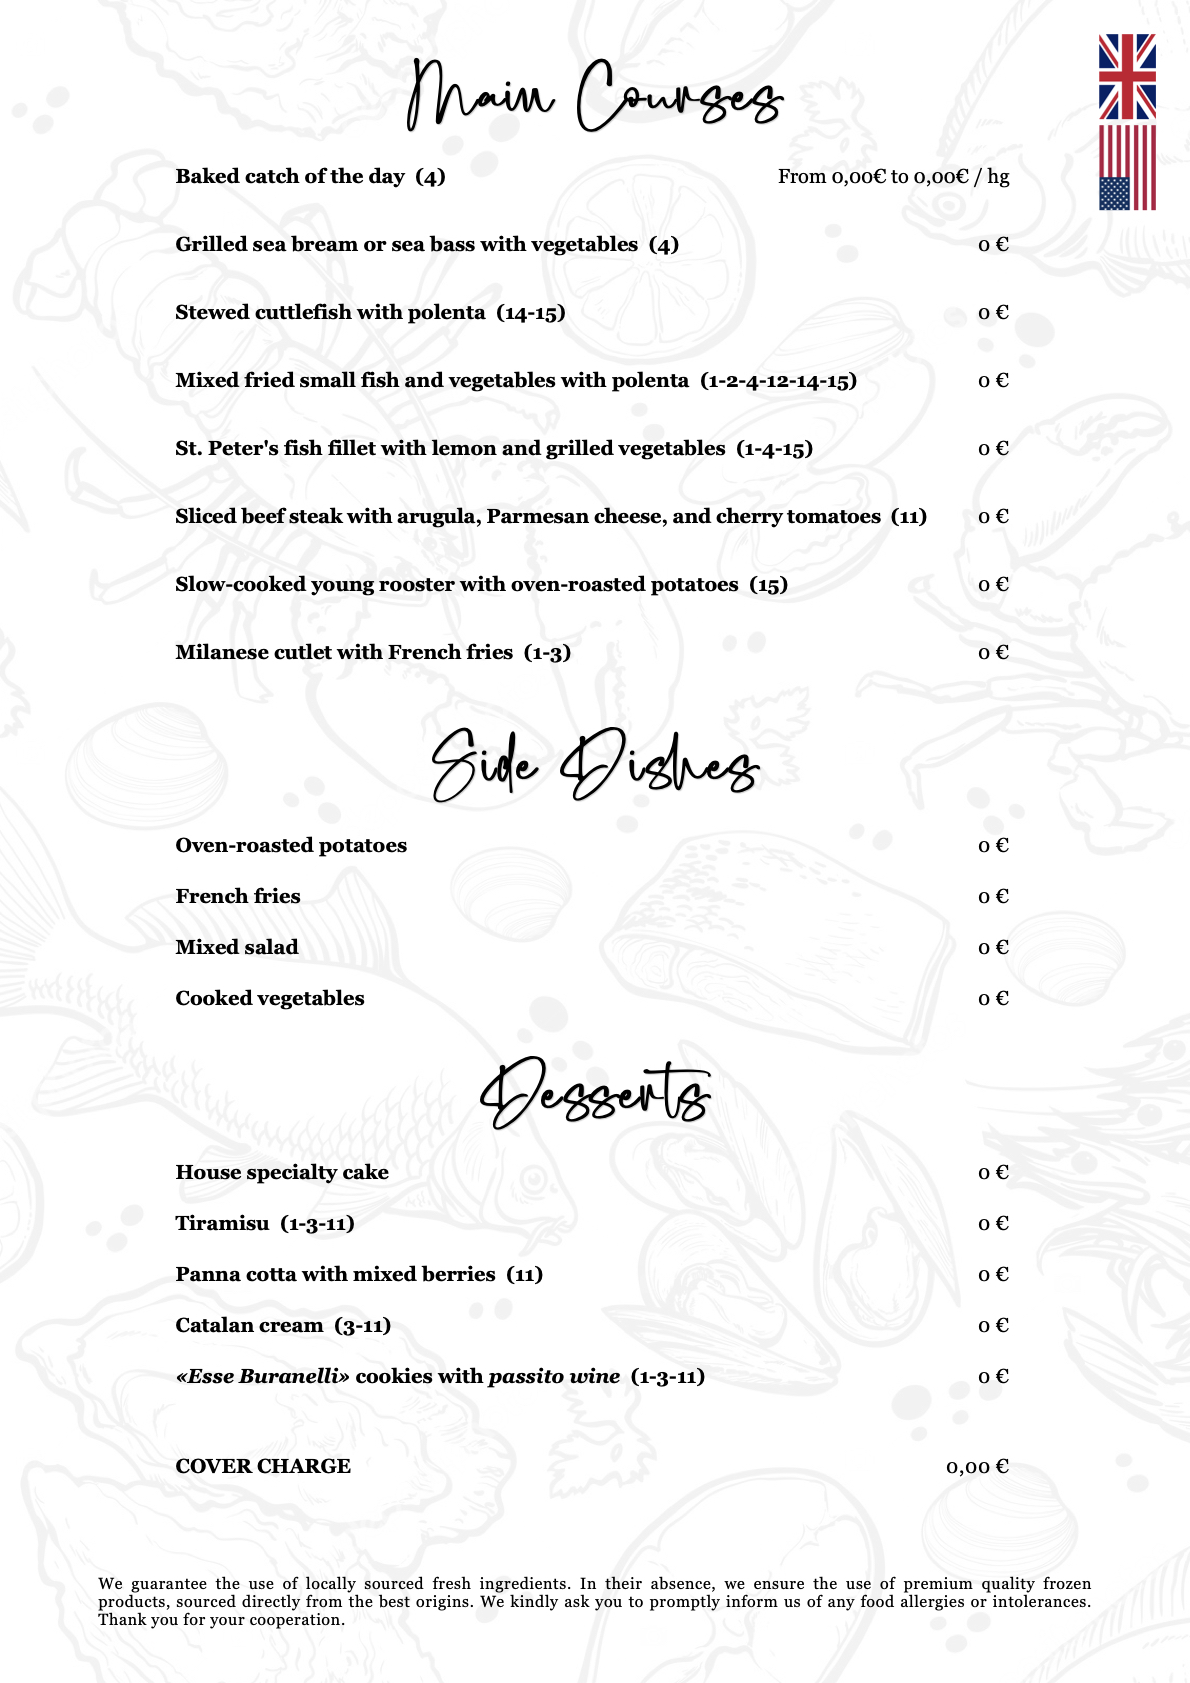 Main Courses
Baked catch of the day (4) From 0,00€ to 0,00€ / hg
Grilled sea bream or sea bass with vegetables (4) 0 €
Stewed cuttlefish with polenta (14-15) 0 €
Mixed fried small fish and vegetables with polenta (1-2-4-12-14-15) 0 €
St. Peter's fish fillet with lemon and grilled vegetables (1-4-15) 0 €
Sliced beef steak with arugula, Parmesan cheese, and cherry tomatoes (11) 0 €
Slow-cooked young rooster with oven-roasted potatoes (15) 0 €
Milanese cutlet with French fries (1-3) 0 €
Side Dishes
Oven-roasted potatoes 0 €
French fries 0 €
Mixed salad 0 €
Cooked vegetables 0 €
Desserts
House specialty cake 0 €
Tiramisu (1-3-11) 0 €
Panna cotta with mixed berries (11) 0 €
Catalan cream (3-11) 0 €
«Esse Buranelli» cookies with passito wine (1-3-11) 0 €
COVER CHARGE 0,00 €
We guarantee the use of locally sourced fresh ingredients. In their absence, we ensure the use of premium quality frozen
products, sourced directly from the best origins. We kindly ask you to promptly inform us of any food allergies or intolerances.
Thank you for your cooperation.